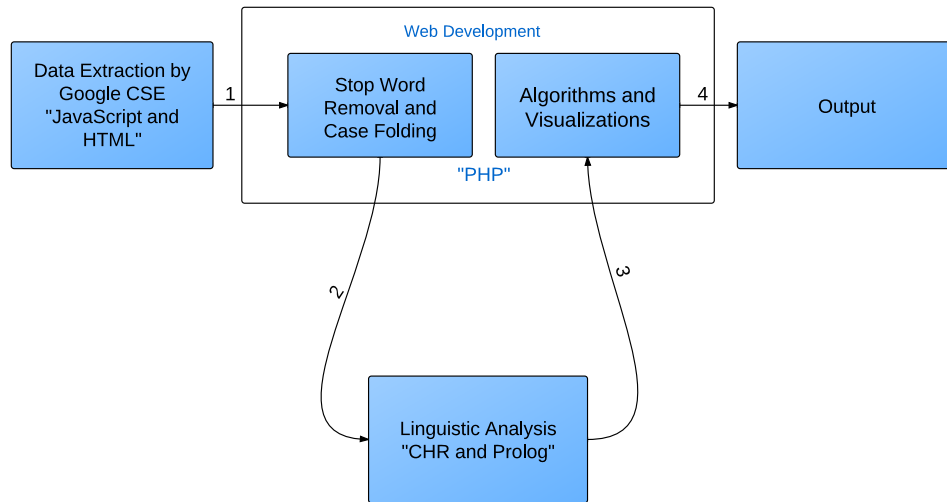 Web Development
Data Extraction by
Google CSE
"JavaScript and
HTML"
1
Stop Word
Removal and
Case Folding
Algorithms and
Visualizations
4
Output
"PHP"
2
3
Linguistic Analysis
"CHR and Prolog"